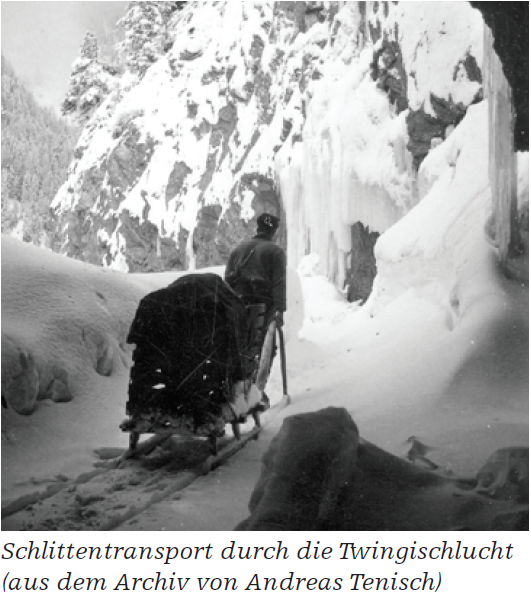 Schlittentransport durch die Twingischlucht
(aus dem Archiv von Andreas Tenisch)